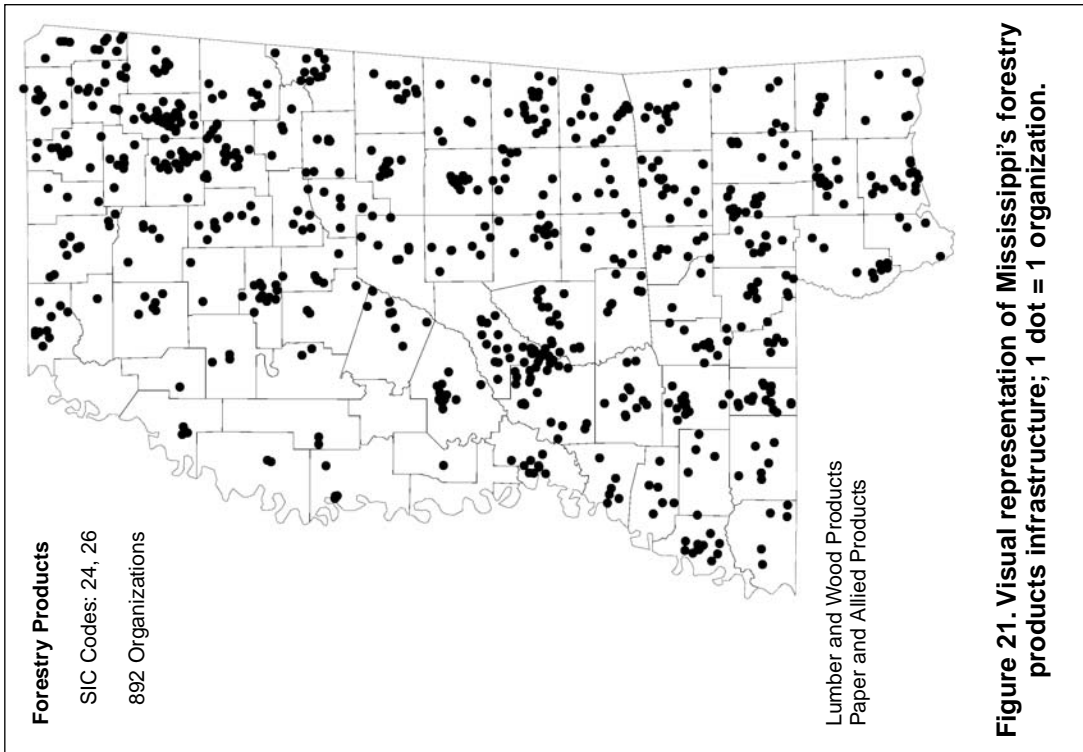 Forestry Products
SIC Codes: 24, 26
892 Organizations
Lumber and Wood Products
Paper and Allied Products
Figure 21. Visual representation of Mississippi's forestry
products infrastructure; 1 dot = 1 organization.